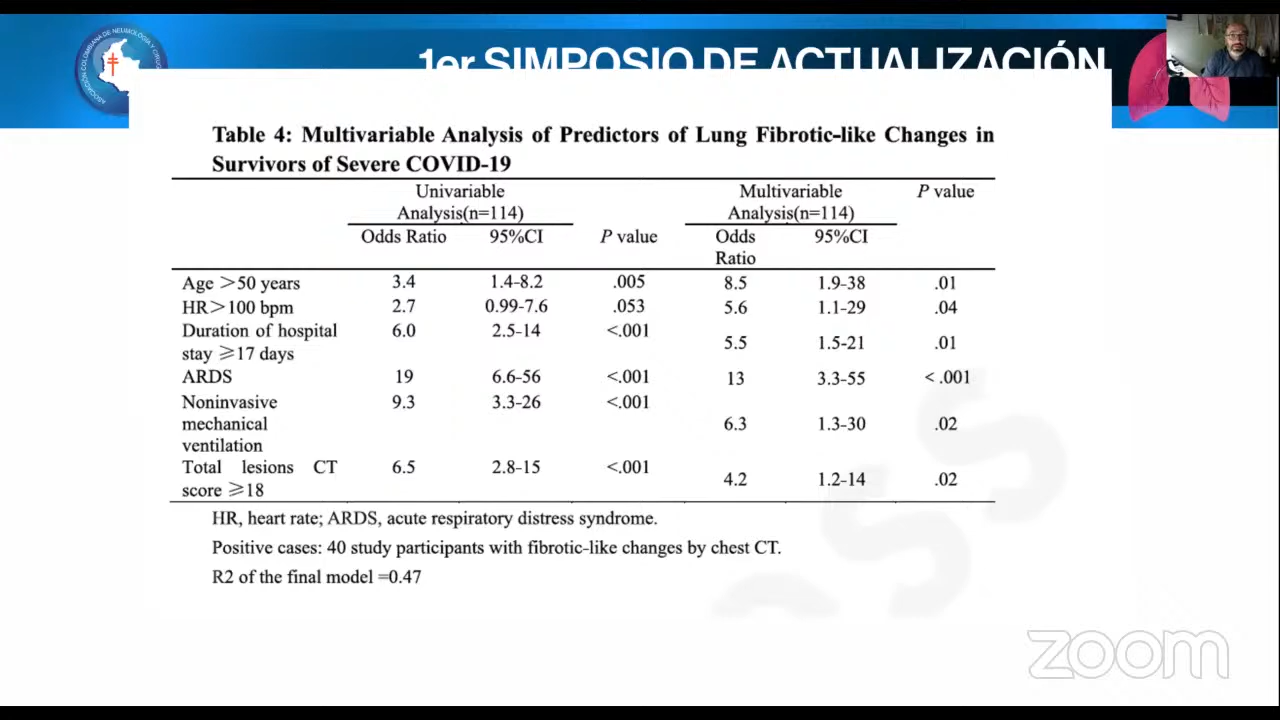 ASOCIACIÓN COLOMBIANA DE NEUMOLOGÍA Y CIRUGÍA
1er SIMPOSIO DE ACTUALIZACIÓN
Table 4: Multivariable Analysis of Predictors of Lung Fibrotic-like Changes in
Survivors of Severe COVID-19
Univariable Multivariable P value
Analysis(n=114) Analysis(n=114)
Odds Ratio 95%CI P value Odds 95%CI
Ratio
Age >50 years 3.4 1.4-8.2 .005 8.5 1.9-38 .01
HR>100 bpm 2.7 0.99-7.6 .053 5.6 1.1-29 .04
Duration of hospital 6.0 2.5-14 <.001
stay ≥17 days 5.5 1.5-21 .01
ARDS 19 6.6-56 <.001 13 3.3-55 < .001
Noninvasive 9.3 3.3-26 <.001
mechanical 6.3 1.3-30 .02
ventilation
Total lesions CT 6.5 2.8-15 <.001
score ≥18 4.2 1.2-14 .02
HR, heart rate; ARDS, acute respiratory distress syndrome.
Positive cases: 40 study participants with fibrotic-like changes by chest CT.
R2 of the final model =0.47
zoom